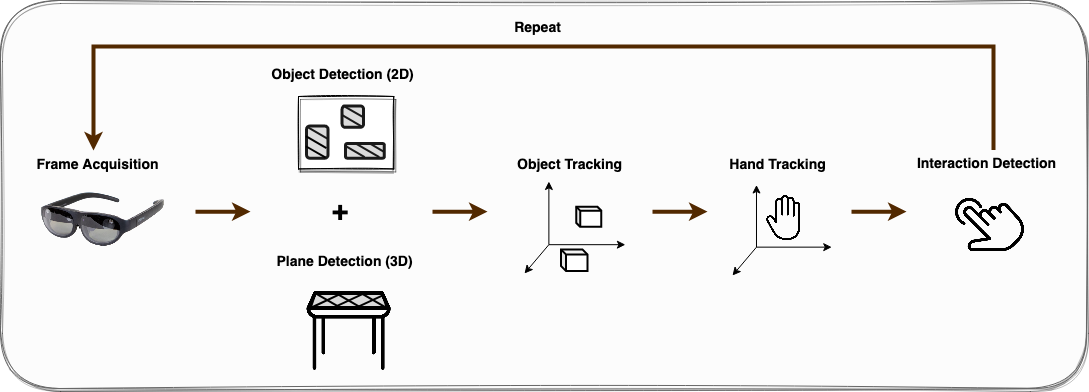 Repeat
Object Detection (2D)
Frame Acquisition
Object Tracking
Hand Tracking
Interaction Detection
+
Plane Detection (3D)